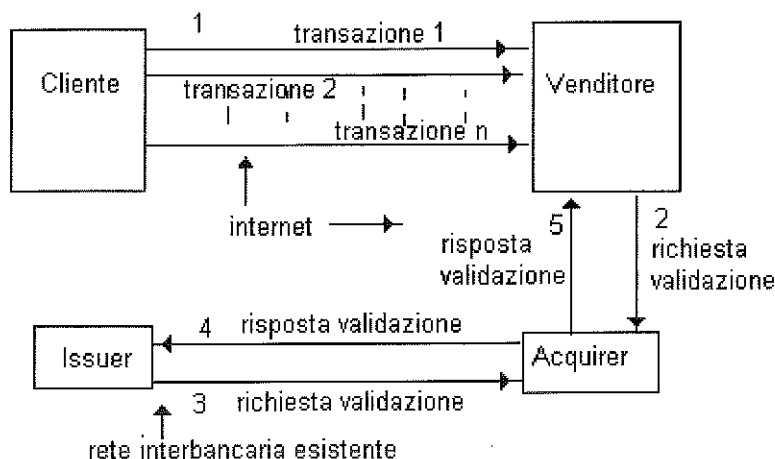 1
transazione 1
Cliente
Venditore
transazione 2
transazione n
internet
5
2
risposta
validazione
richiesta
validazione
4
risposta validazione
Issuer
Acquirer
3
richiesta validazione
rete interbancaria esistente